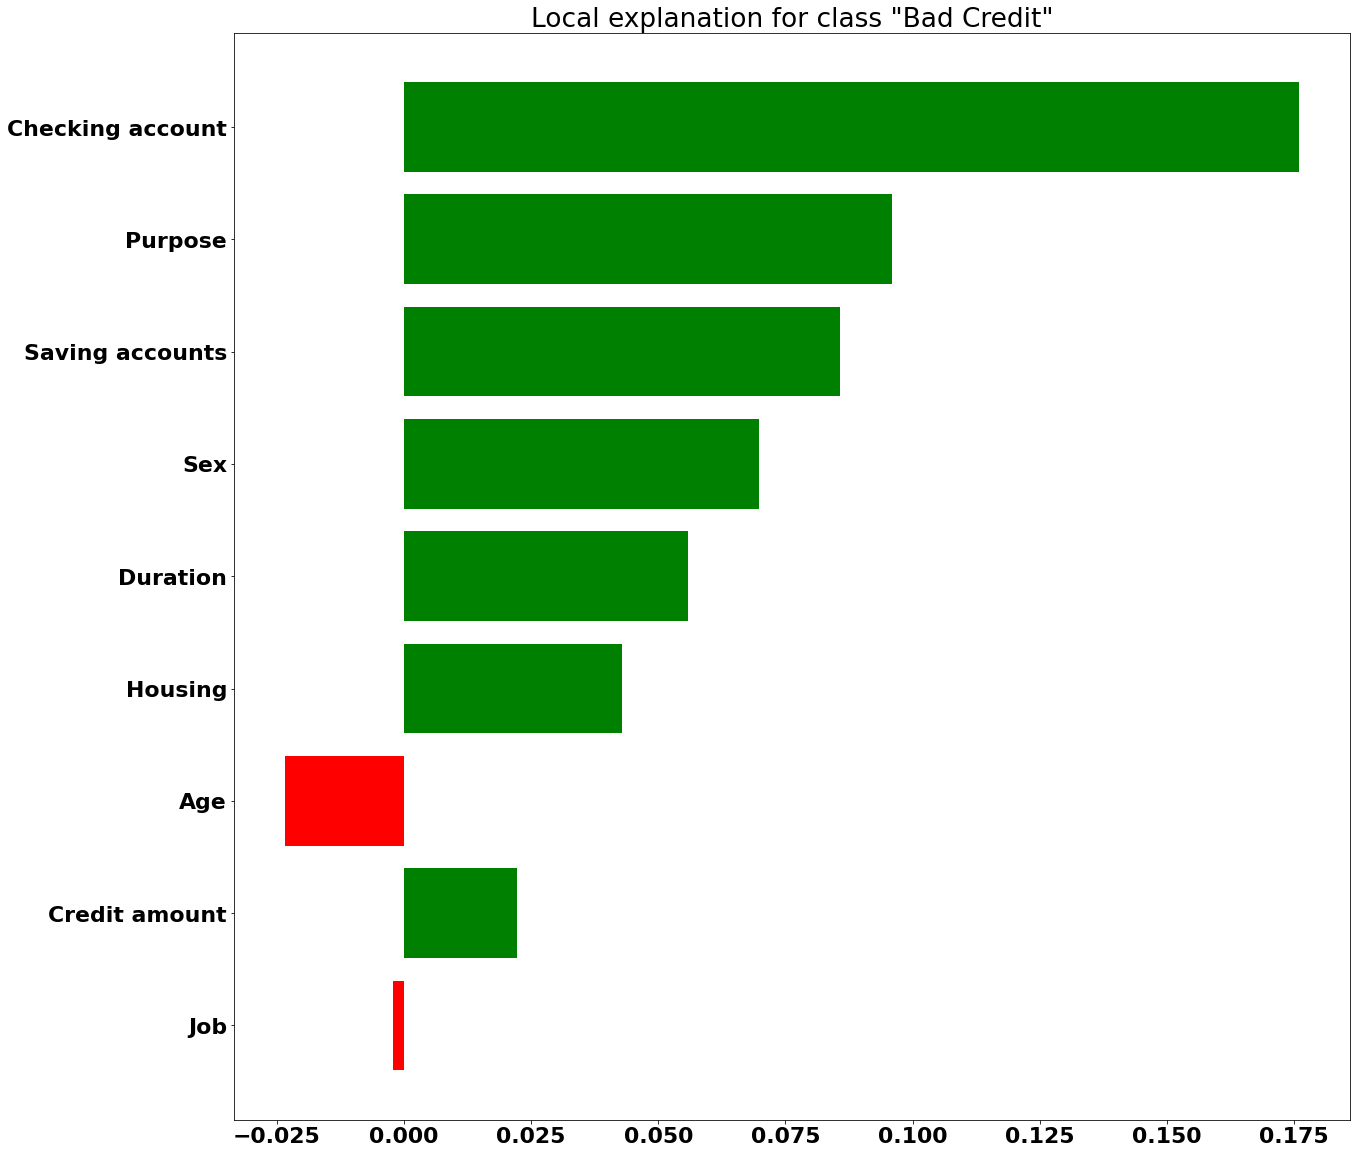 Local explanation for class "Bad Credit"
Checking account
Purpose
Saving accounts
Sex
Duration
Housing
Age
Credit amount
Job
−0.025 0.000 0.025 0.050 0.075 0.100 0.125 0.150 0.175